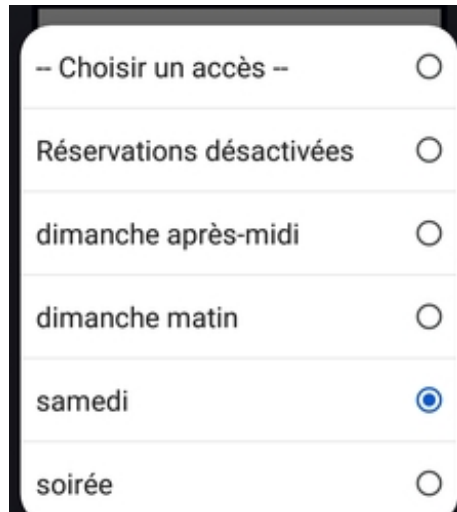 -- Choisir un accès --
Réservations désactivées
dimanche après-midi
dimanche matin
samedi
soirée